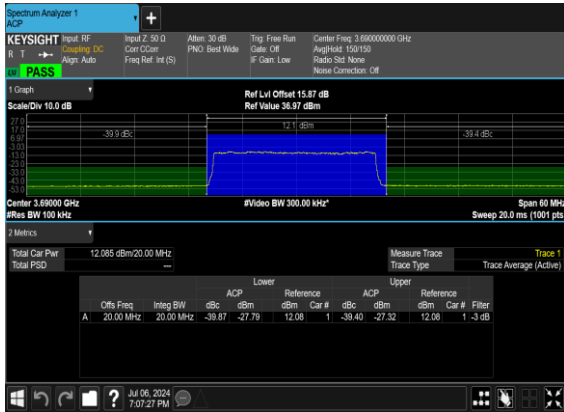 Spectrum Analyzer 1
ACP
KEYSIGHT Input: RF Input Z: 50 Ω Atten: 30 dB Trig: Free Run Center Freq: 3.690000000 GHz
R T Coupling: DC Corr CCorr PNO: Best Wide Gate: Off Avg|Hold: 150/150
Align: Auto Freq Ref: Int (S) IF Gain: Low Radio Std: None
LXI PASS Noise Correction: Off
1 Graph Ref Lvl Offset 15.87 dB
Scale/Div 10.0 dB Ref Value 36.97 dBm
27.0
17.0 12.1 dBm
6.97 -39.9 dBc -39.4 dBc
-3.03
-13.0
-23.0
-33.0
-43.0
-53.0
Center 3.69000 GHz #Video BW 300.00 kHz* Span 60 MHz
#Res BW 100 kHz Sweep 20.0 ms (1001 pts)
2 Metrics
Total Car Pwr 12.085 dBm/20.00 MHz Measure Trace Trace 1
Total PSD --- Trace Type Trace Average (Active)
Lower Upper
ACP Reference ACP Reference
Offs Freq Integ BW dBc dBm dBm Car # dBc dBm dBm Car # Filter
A 20.00 MHz 20.00 MHz -39.87 -27.79 12.08 1 -39.40 -27.32 12.08 1 -3 dB
Jul 06, 2024
7:07:27 PM